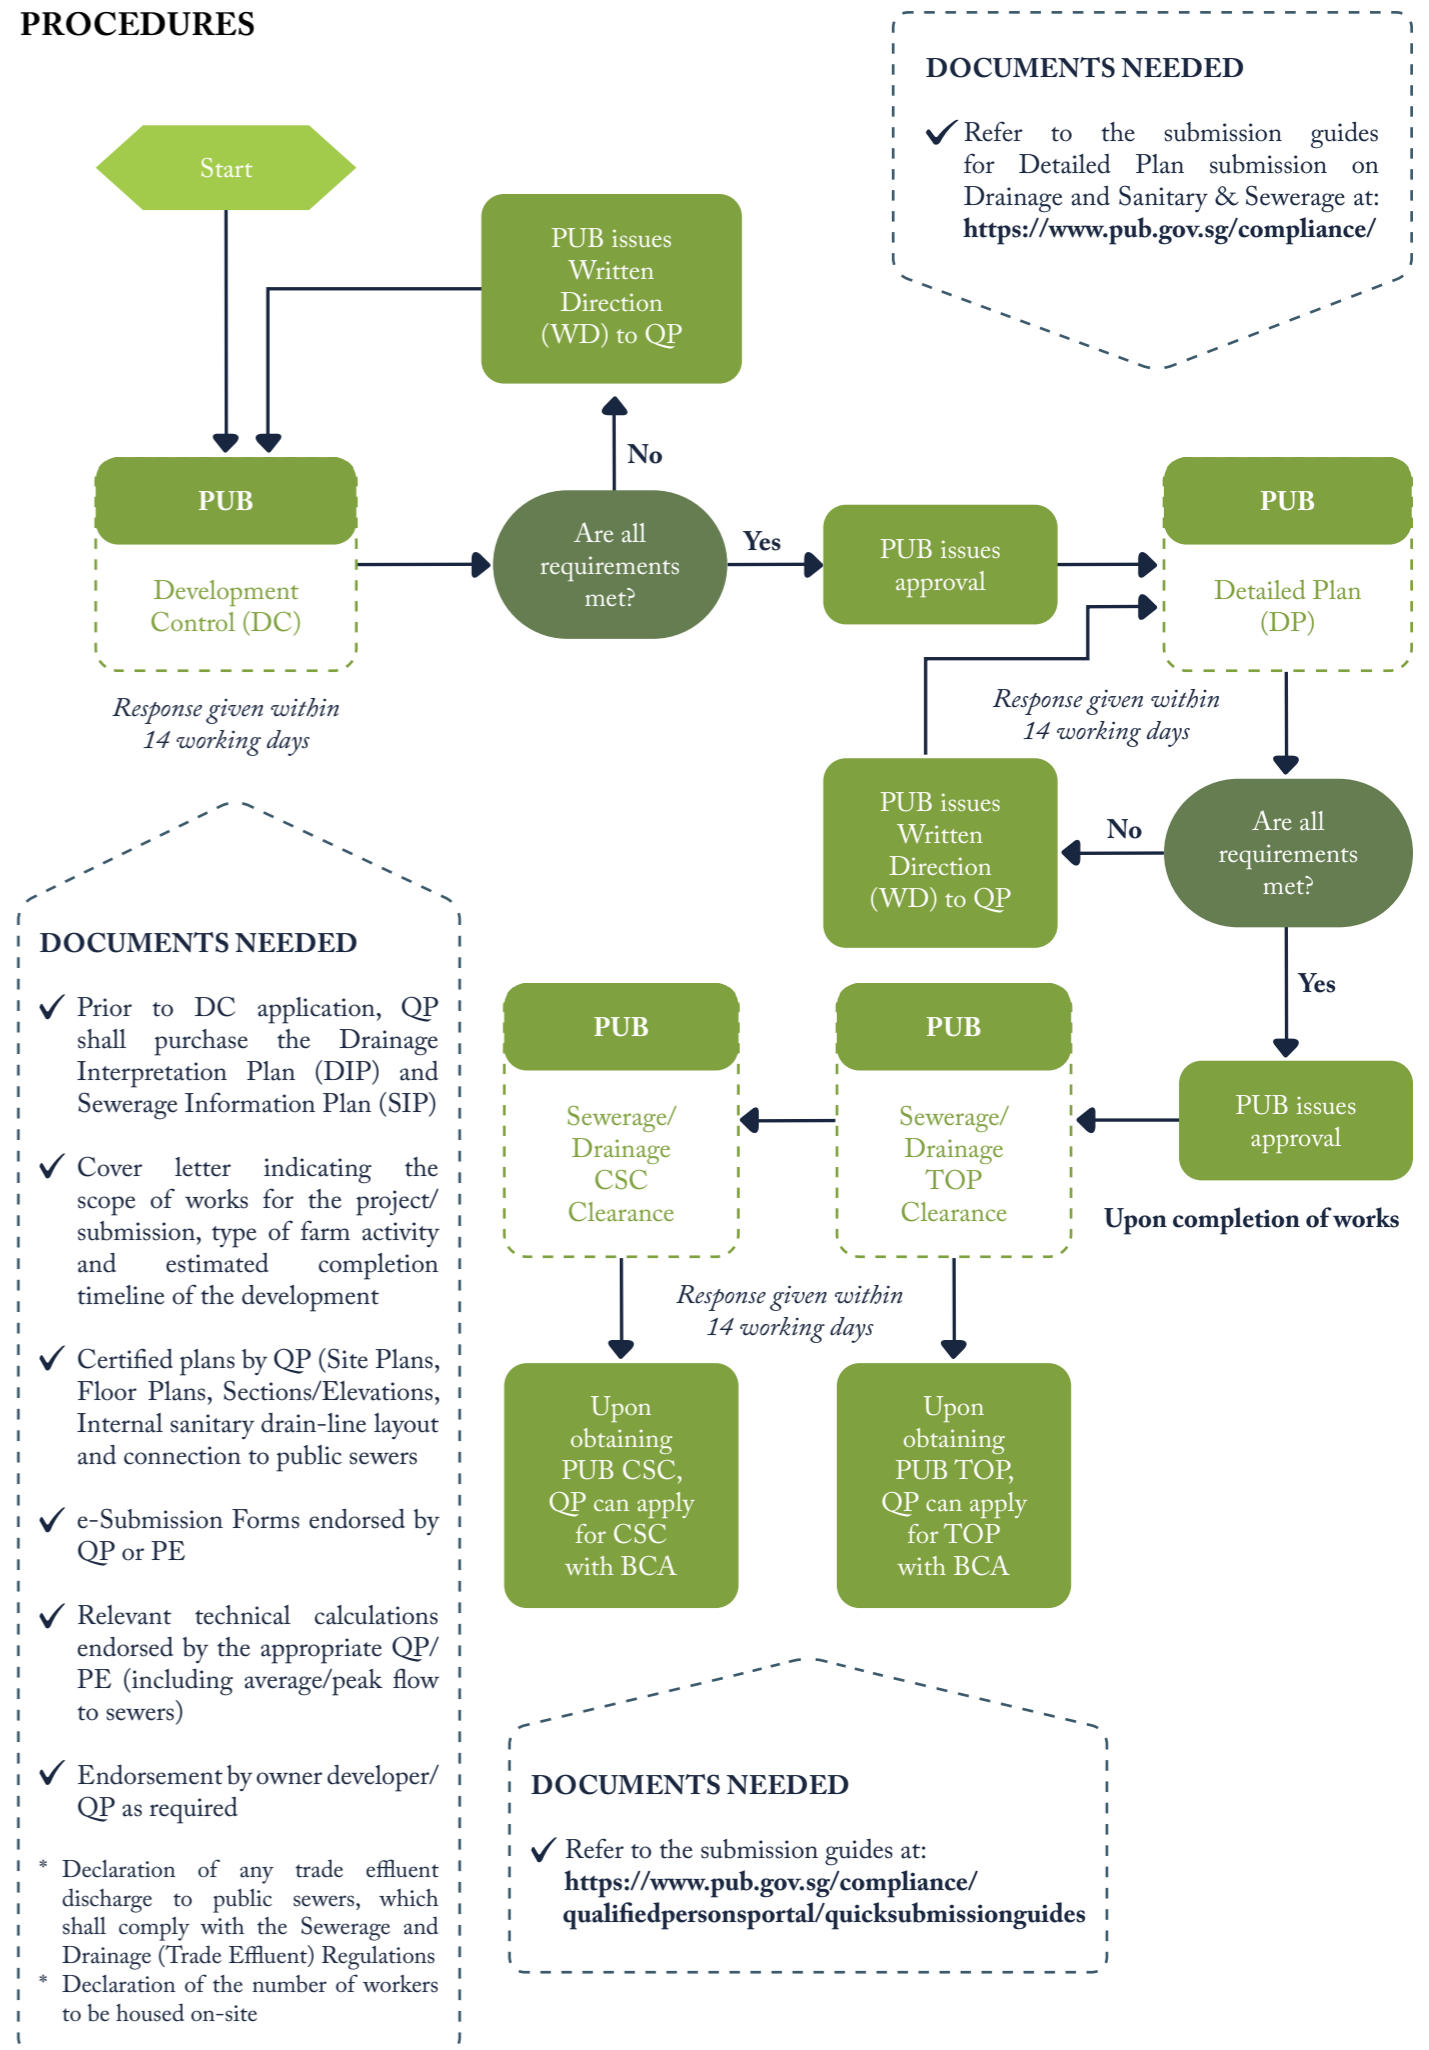 PROCEDURES
DOCUMENTS NEEDED
Refer to the submission guides
for Detailed Plan submission on
Drainage and Sanitary & Sewerage at:
https://www.pub.gov.sg/compliance/
Start
PUB issues
Written
Direction
(WD) to QP
No
PUB
Development
Control (DC)
Response given within
14 working days
Are all
requirements
met?
Yes
PUB issues
approval
PUB
Detailed Plan
(DP)
Response given within
14 working days
PUB issues
Written
Direction
(WD) to QP
No
Are all
requirements
met?
Yes
PUB issues
approval
Upon completion of works
PUB
Sewerage/
Drainage
TOP
Clearance
PUB
Sewerage/
Drainage
CSC
Clearance
Response given within
14 working days
Upon
obtaining
PUB CSC,
QP can apply
for CSC
with BCA
Upon
obtaining
PUB TOP,
QP can apply
for TOP
with BCA
DOCUMENTS NEEDED
Prior to DC application, QP
shall purchase the Drainage
Interpretation Plan (DIP) and
Sewerage Information Plan (SIP)
Cover letter indicating the
scope of works for the project/
submission, type of farm activity
and estimated completion
timeline of the development
Certified plans by QP (Site Plans,
Floor Plans, Sections/Elevations,
Internal sanitary drain-line layout
and connection to public sewers
e-Submission Forms endorsed by
QP or PE
Relevant technical calculations
endorsed by the appropriate QP/
PE (including average/peak flow
to sewers)
Endorsement by owner developer/
QP as required
* Declaration of any trade effluent
discharge to public sewers, which
shall comply with the Sewerage and
Drainage (Trade Effluent) Regulations
* Declaration of the number of workers
to be housed on-site
DOCUMENTS NEEDED
Refer to the submission guides at:
https://www.pub.gov.sg/compliance/
qualifiedpersonsportal/quicksubmissionguides